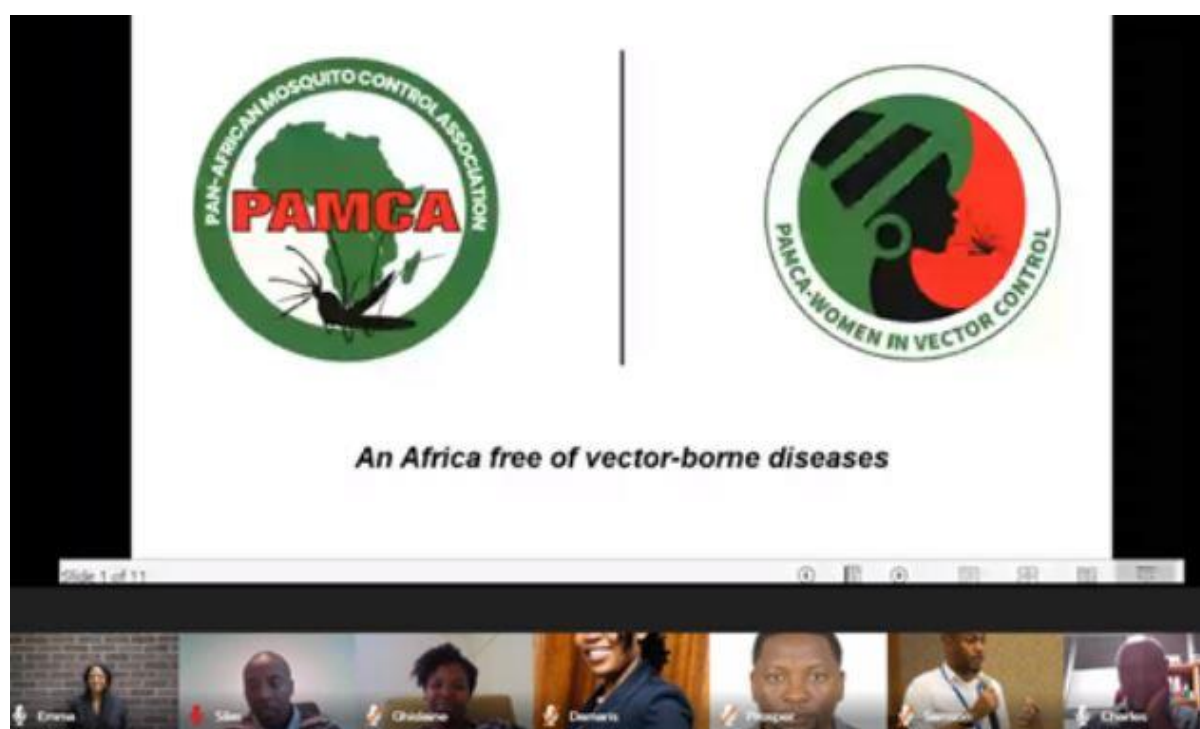 PAN-AFRICAN MOSQUITO CONTROL ASSOCIATION
PAMCA
PAMCA-WOMEN IN VECTOR CONTROL
An Africa free of vector-borne diseases
Slide 1 of 11
Emma
Silas
Ghislaine
Damaris
Prosper
Samson
Charles